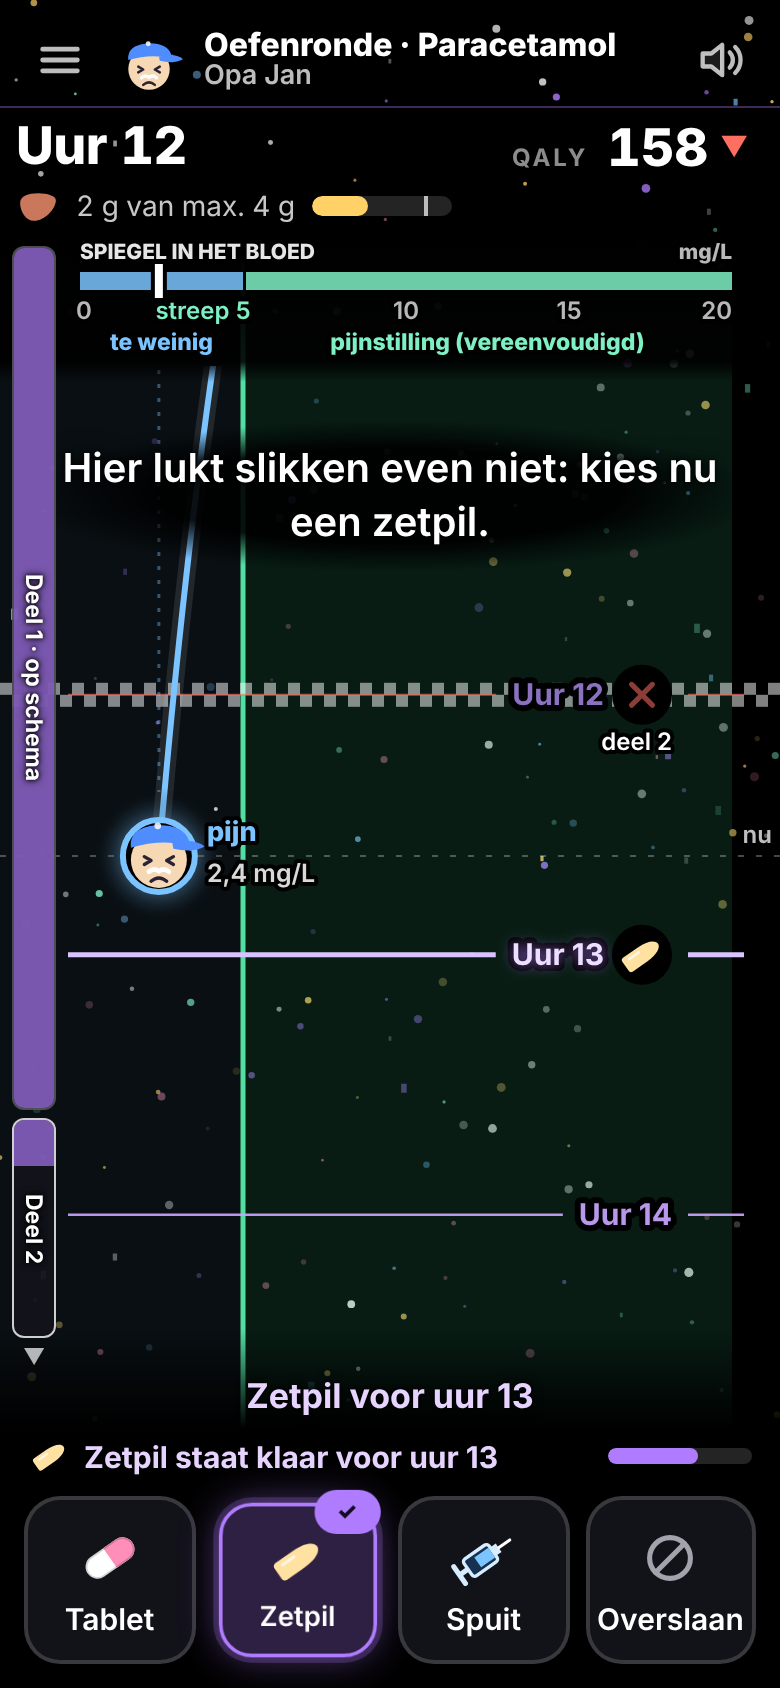 Oefenronde · Paracetamol
Opa Jan
Uur 12
QALY 158
2 g van max. 4 g
SPIEGEL IN HET BLOED mg/L
0 streep 5 10 15 20
te weinig pijnstilling (vereenvoudigd)
Hier lukt slikken even niet: kies nu
een zetpil.
Deel 1 · op schema
Uur 12
deel 2
pijn
nu
2,4 mg/L
Uur 13
Deel 2
Uur 14
Zetpil voor uur 13
Zetpil staat klaar voor uur 13
Tablet Zetpil Spuit Overslaan